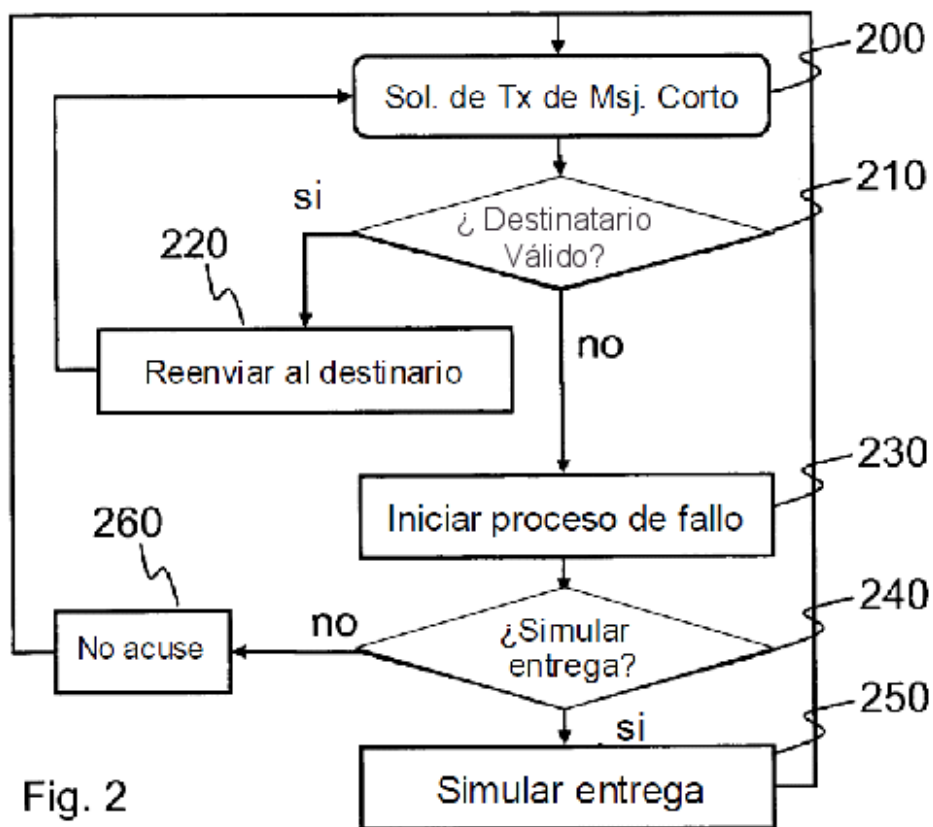 200
Sol. de Tx de Msj. Corto
210
si
¿ Destinatario
Válido?
220
no
Reenviar al destinario
230
Iniciar proceso de fallo
260
240
no
¿Simular
entrega?
No acuse
250
si
Simular entrega
Fig. 2